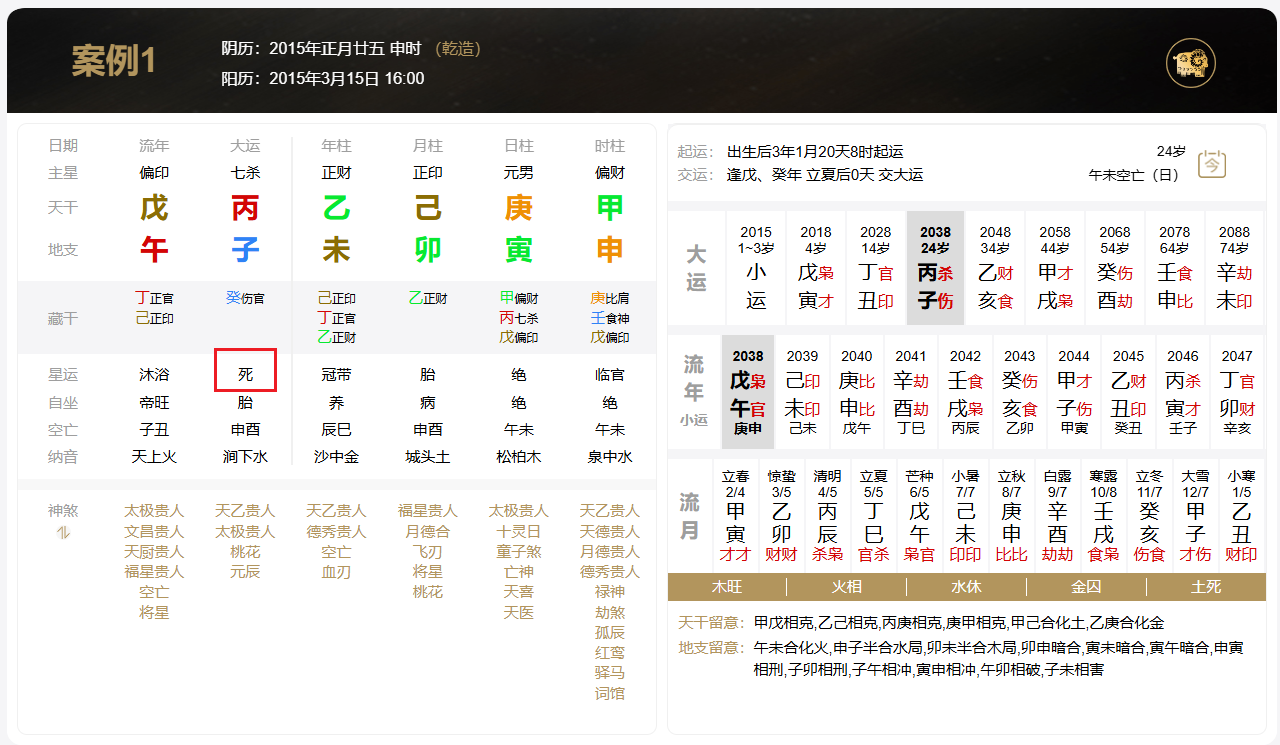 案例1
阴历：2015年正月廿五 申时 （乾造）
阳历：2015年3月15日 16:00
日期 流年 大运 年柱 月柱 日柱 时柱
主星 偏印 七杀 正财 正印 元男 偏财
天干 戊 丙 乙 己 庚 甲
地支 午 子 未 卯 寅 申
藏干
丁正官 癸伤官 己正印 乙正财 甲偏财 庚比肩
己正印 丁正官 丙七杀 壬食神
乙正财 戊偏印 戊偏印
星运 沐浴 死 冠带 胎 绝 临官
自坐 帝旺 胎 养 病 绝 绝
空亡 子丑 申酉 辰巳 申酉 午未 午未
纳音 天上火 涧下水 沙中金 城头土 松柏木 泉中水
神煞 太极贵人 天乙贵人 天乙贵人 福星贵人 太极贵人 天乙贵人
文昌贵人 太极贵人 德秀贵人 月德合 十灵日 天德贵人
天厨贵人 桃花 空亡 飞刃 童子煞 月德贵人
福星贵人 元辰 血刃 将星 亡神 德秀贵人
空亡 桃花 天喜 禄神
将星 天医 劫煞
孤辰
红鸾
驿马
词馆
起运： 出生后3年1月20天8时起运 24岁
交运： 逢戊、癸年 立夏后0天 交大运 午未空亡（日）
今
大运
2015 2018 2028 2038 2048 2058 2068 2078 2088
1~3岁 4岁 14岁 24岁 34岁 44岁 54岁 64岁 74岁
小 戊枭 丁官 丙杀 乙财 甲才 癸伤 壬食 辛劫
运 寅才 丑印 子伤 亥食 戌枭 酉劫 申比 未印
流年
小运
2038 2039 2040 2041 2042 2043 2044 2045 2046 2047
戊枭 己印 庚比 辛劫 壬食 癸伤 甲才 乙财 丙杀 丁官
午官 未印 申比 酉劫 戌枭 亥食 子伤 丑印 寅才 卯财
庚申 己未 戊午 丁巳 丙辰 乙卯 甲寅 癸丑 壬子 辛亥
流月
立春 惊蛰 清明 立夏 芒种 小暑 立秋 白露 寒露 立冬 大雪 小寒
2/4 3/5 4/5 5/5 6/5 7/7 8/7 9/7 10/8 11/7 12/7 1/5
甲 乙 丙 丁 戊 己 庚 辛 壬 癸 甲 乙
寅 卯 辰 巳 午 未 申 酉 戌 亥 子 丑
才才 财财 杀枭 官杀 枭官 印印 比比 劫劫 食枭 伤食 才伤 财印
木旺 火相 水休 金囚 土死
天干留意： 甲戊相克,乙己相克,丙庚相克,庚甲相克,甲己合化土,乙庚合化金
地支留意： 午未合化火,申子半合水局,卯未半合木局,卯申暗合,寅未暗合,寅午暗合,申寅
相刑,子卯相刑,子午相冲,寅申相冲,午卯相破,子未相害